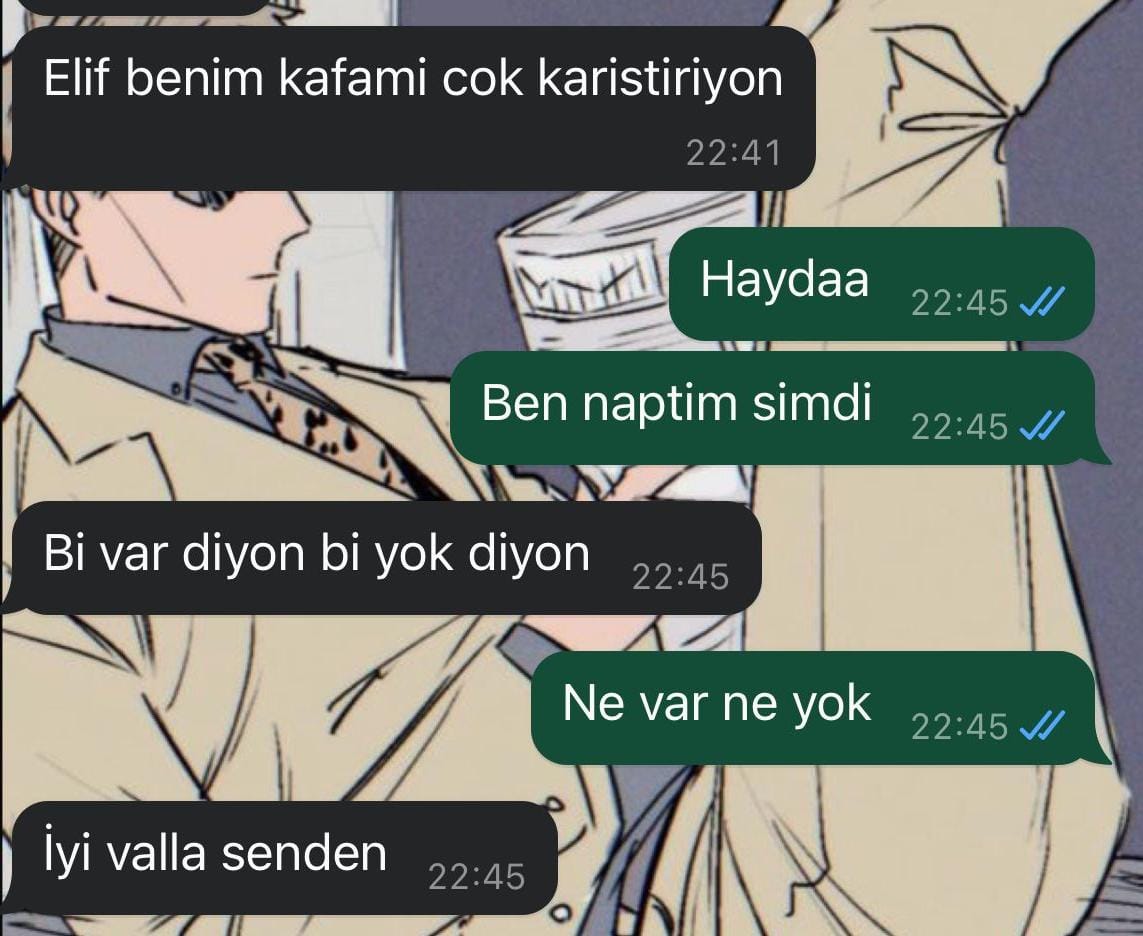 Elif benim kafami cok karistiriyon
22:41
Haydaa 22:45
Ben naptim simdi 22:45
Bi var diyon bi yok diyon 22:45
Ne var ne yok 22:45
İyi valla senden 22:45